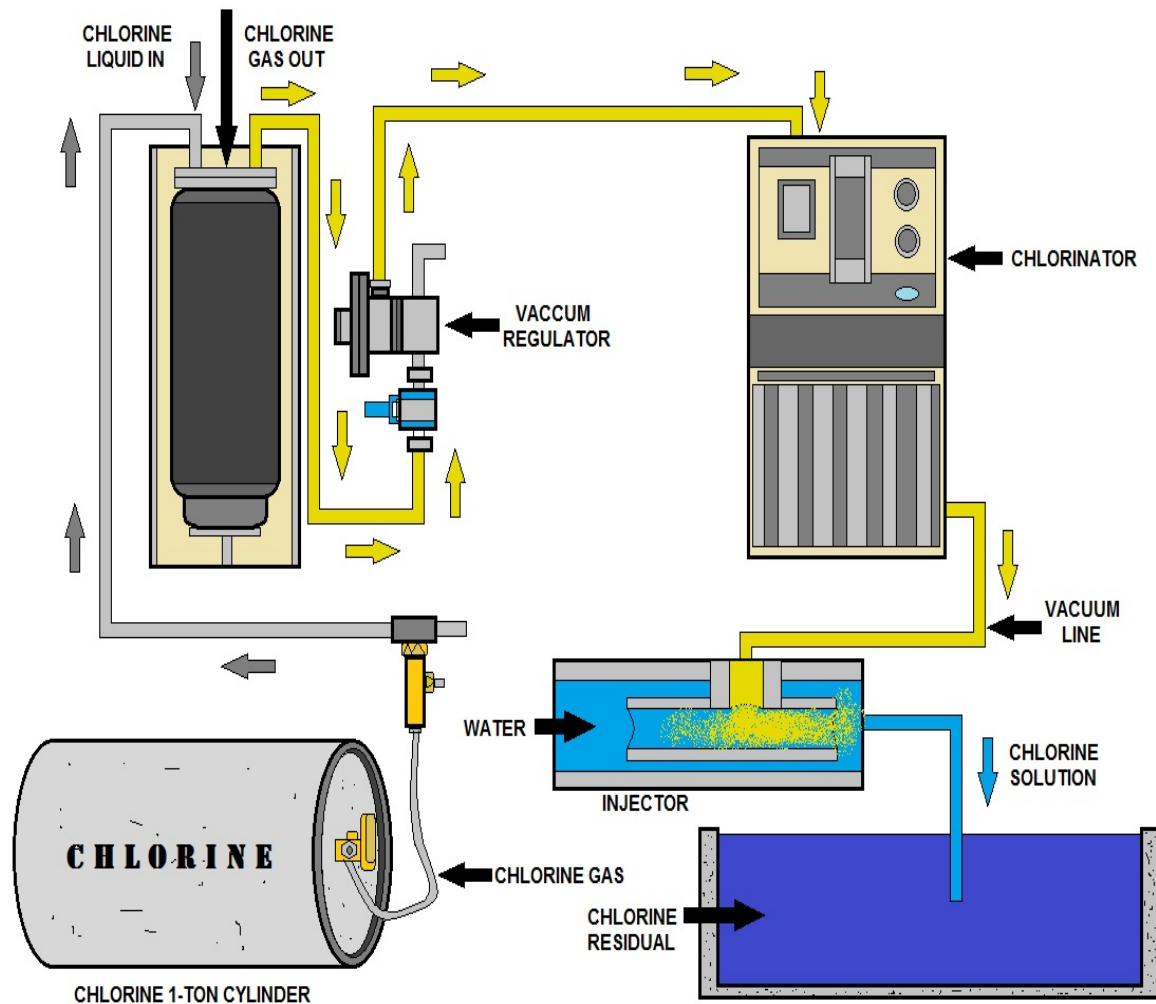 CHLORINE
LIQUID IN
CHLORINE
GAS OUT
CHLORINATOR
VACCUM
REGULATOR
VACUUM
LINE
WATER
CHLORINE
SOLUTION
INJECTOR
CHLORINE
CHLORINE GAS
CHLORINE
RESIDUAL
CHLORINE 1-TON CYLINDER